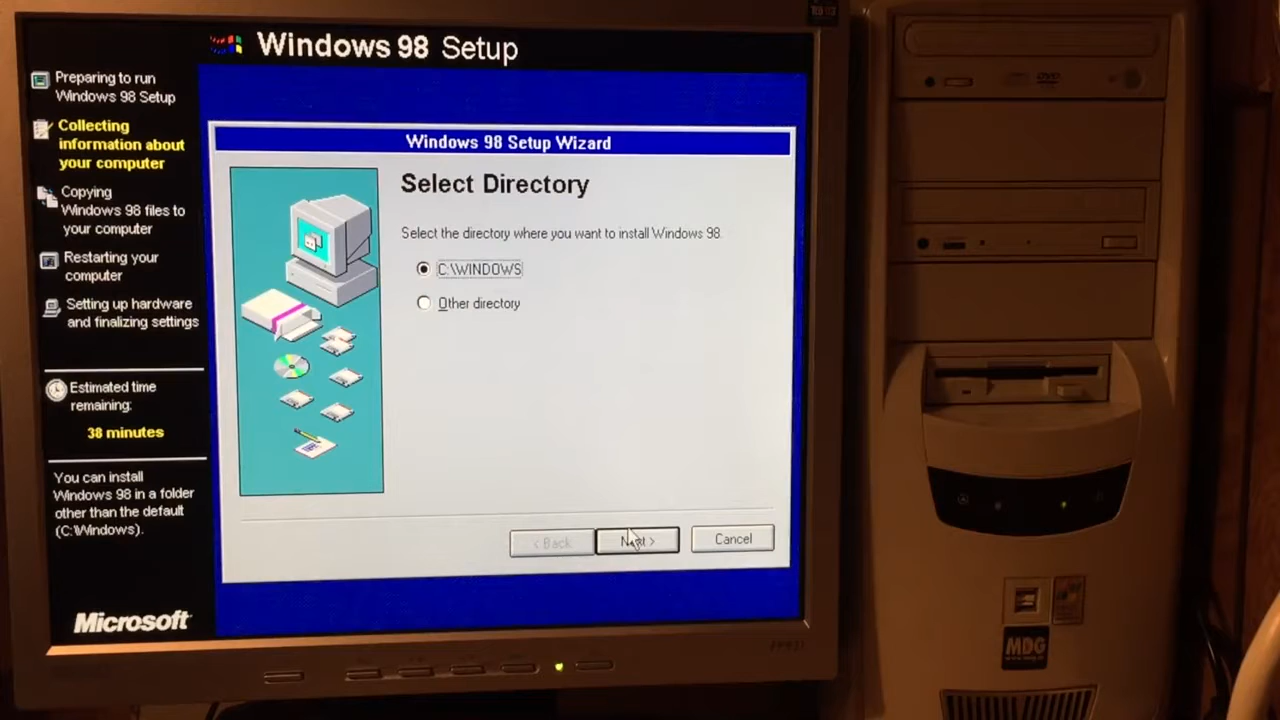 Windows 98 Setup
Preparing to run
Windows 98 Setup
Collecting
information about
your computer
Copying
Windows 98 files to
your computer
Restarting your
computer
Setting up hardware
and finalizing settings
Estimated time
remaining:
38 minutes
You can install
Windows 98 in a folder
other than the default
(C:\Windows).
Microsoft
Windows 98 Setup Wizard
Select Directory
Select the directory where you want to install Windows 98.
C:\WINDOWS
Other directory
< Back
Next >
Cancel
DVD
MDG